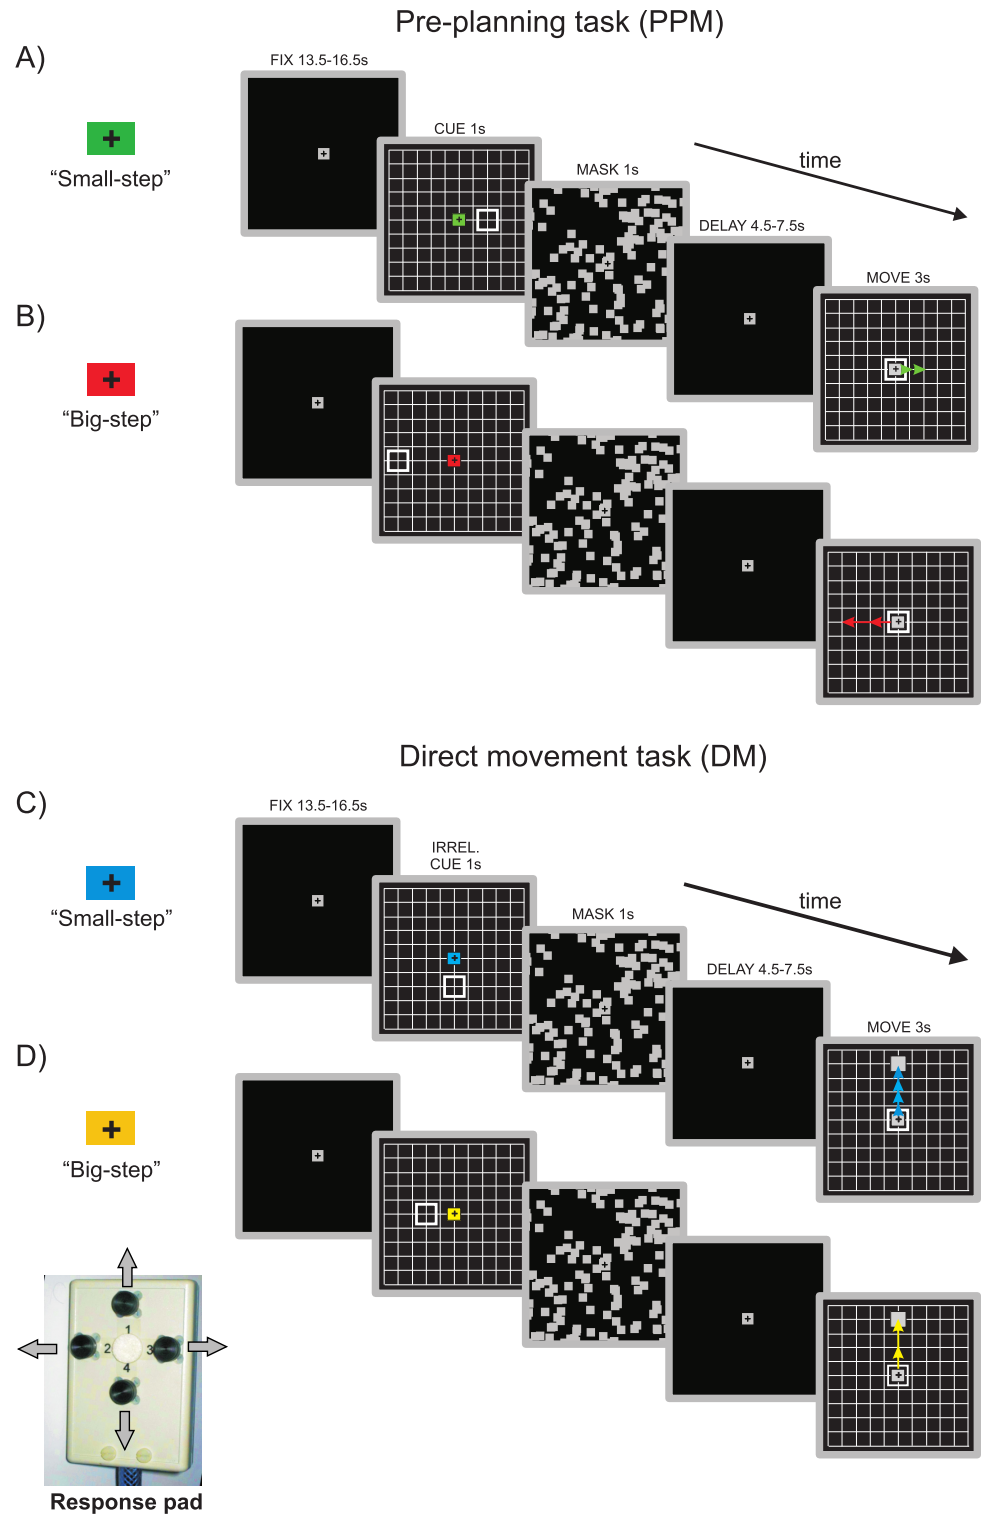 Pre-planning task (PPM)
A)
FIX 13.5-16.5s
“Small-step”
CUE 1s
MASK 1s
time
DELAY 4.5-7.5s
MOVE 3s
B)
“Big-step”
Direct movement task (DM)
C)
FIX 13.5-16.5s
“Small-step”
IRREL.
CUE 1s
MASK 1s
time
DELAY 4.5-7.5s
MOVE 3s
D)
“Big-step”
1
2 3
4
Response pad